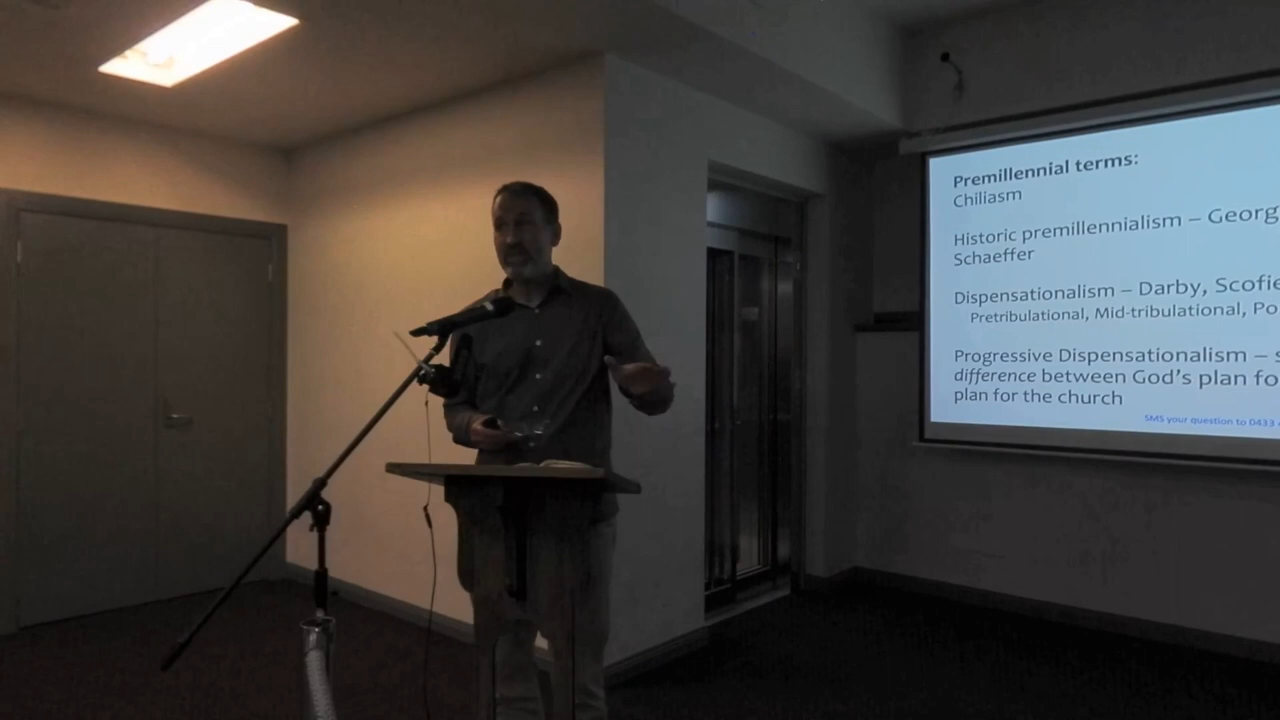 Premillennial terms:
Chiliasm
Historic premillennialism – Georg
Schaeffer
Dispensationalism – Darby, Scofie
Pretribulational, Mid-tribulational, Po
Progressive Dispensationalism – s
difference between God's plan fo
plan for the church
SMS your question to 0433